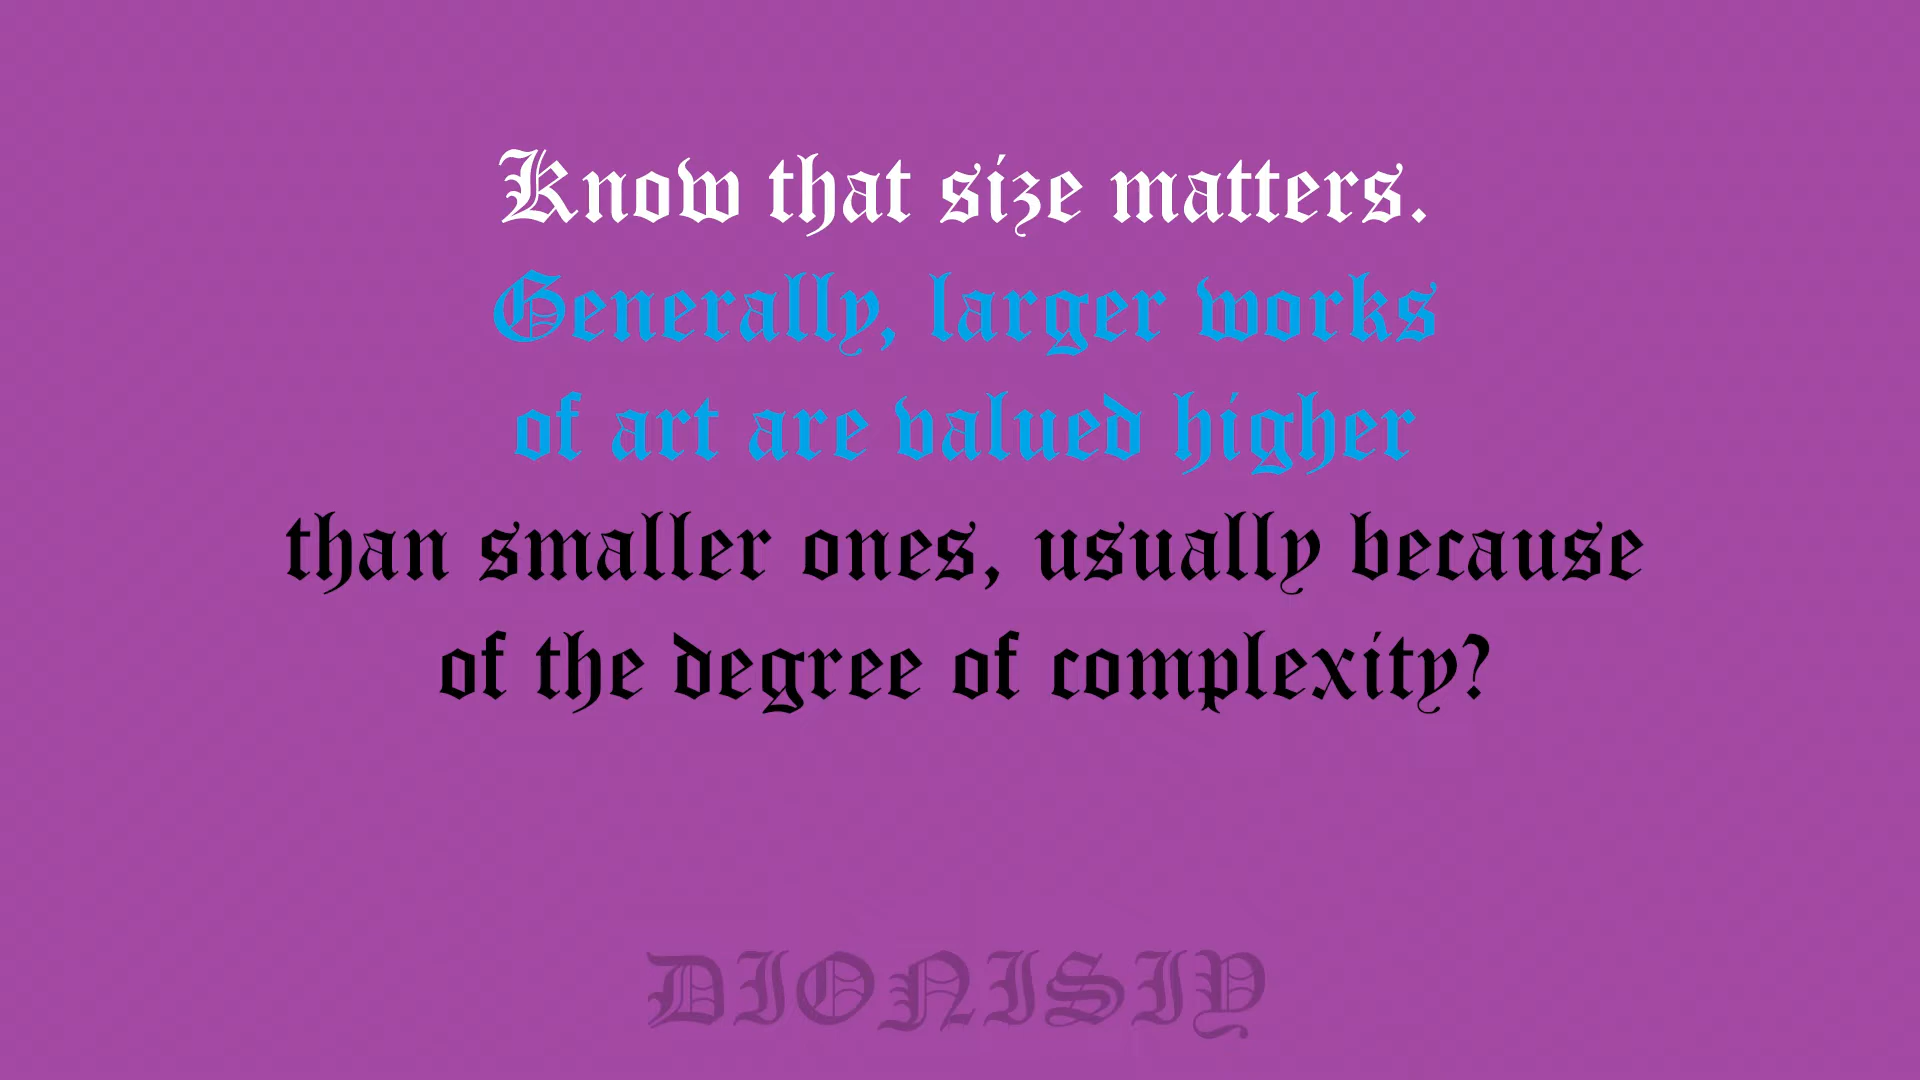 Know that size matters.
Generally, larger works
of art are valued higher
than smaller ones, usually because
of the degree of complexity?
DIONISIY